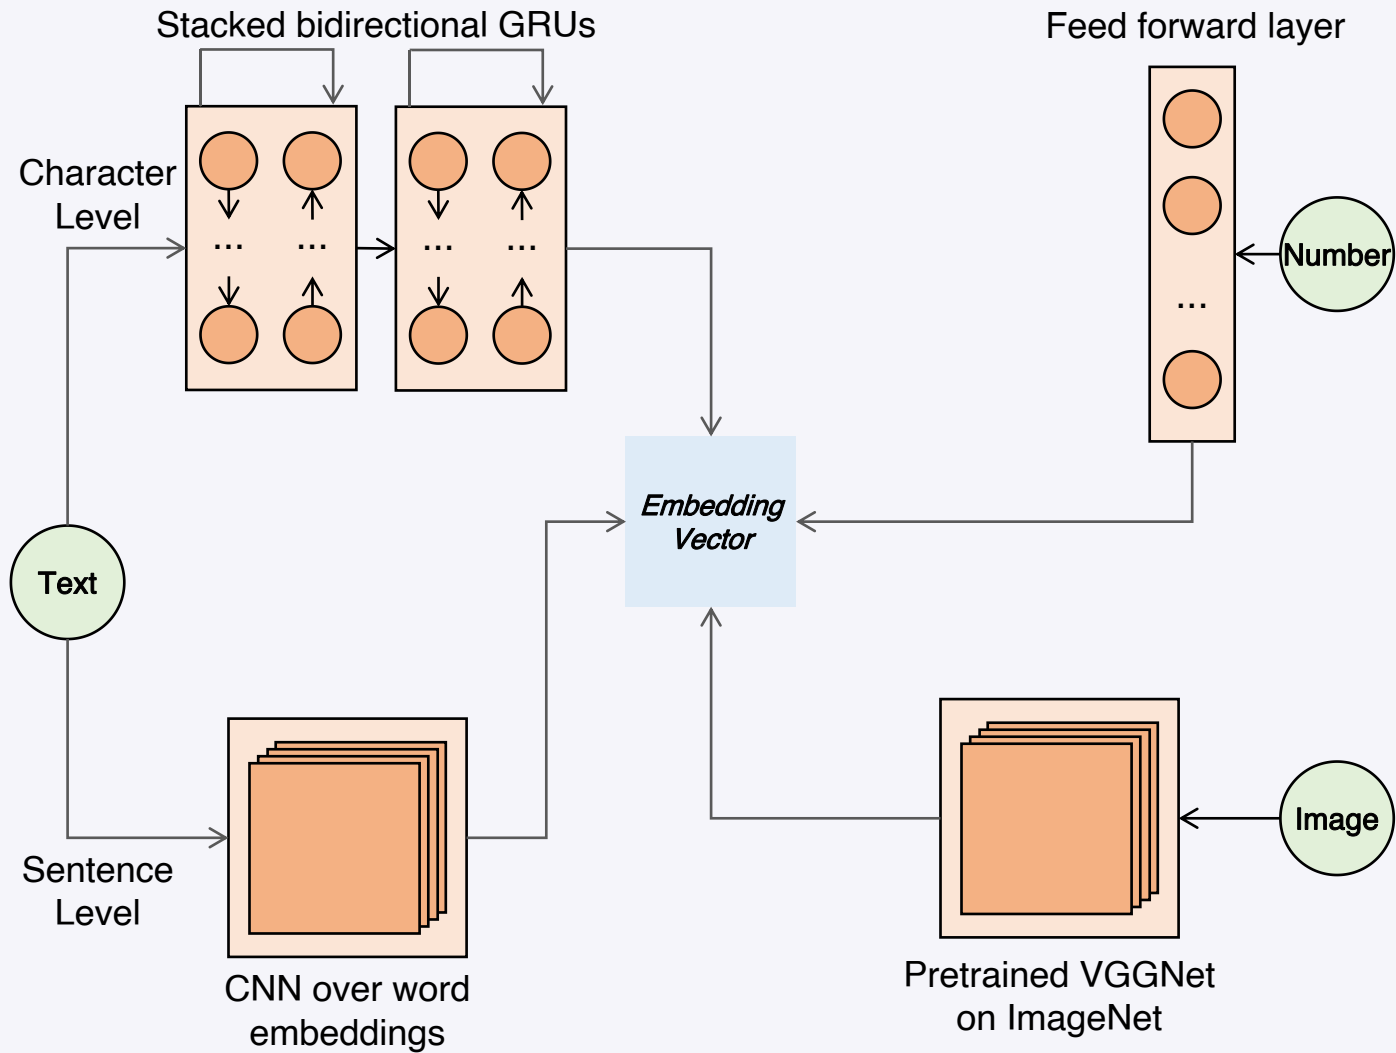 Stacked bidirectional GRUs
Feed forward layer
Character
Level
...
...
...
...
Number
...
Embedding
Vector
Text
Image
Sentence
Level
CNN over word
embeddings
Pretrained VGGNet
on ImageNet